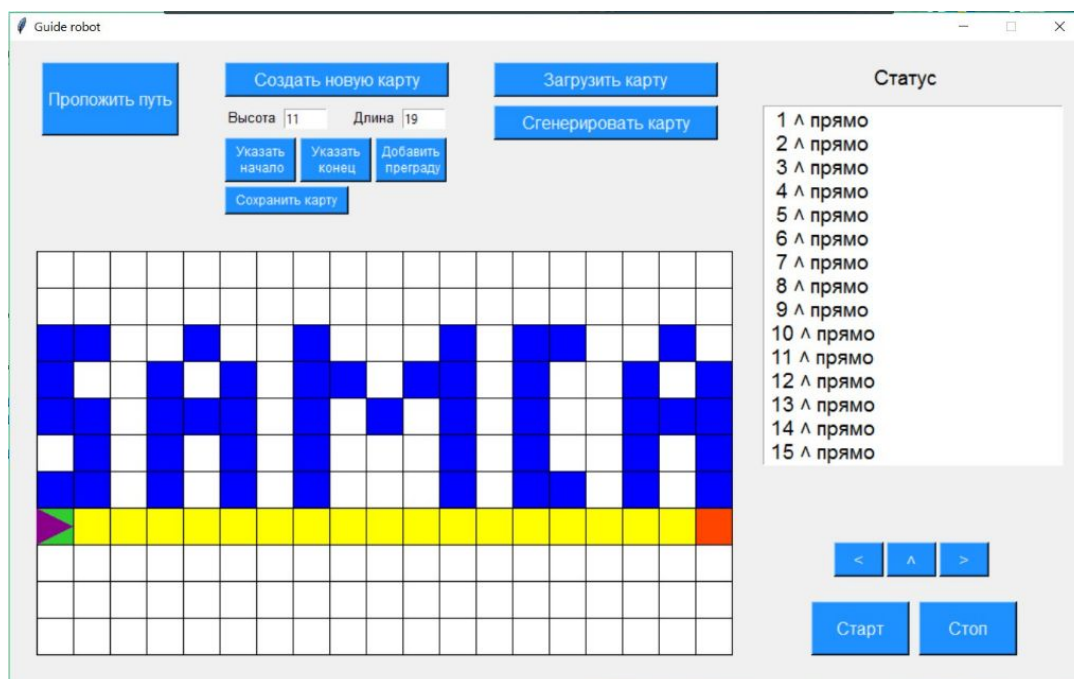 Guide robot
Проложить путь
Создать новую карту
Высота 11 Длина 19
Указать начало
Указать конец
Добавить преграду
Сохранить карту
Загрузить карту
Сгенерировать карту
SAMCA
Статус
1 ^ прямо
2 ^ прямо
3 ^ прямо
4 ^ прямо
5 ^ прямо
6 ^ прямо
7 ^ прямо
8 ^ прямо
9 ^ прямо
10 ^ прямо
11 ^ прямо
12 ^ прямо
13 ^ прямо
14 ^ прямо
15 ^ прямо
< ^ >
Старт Стоп